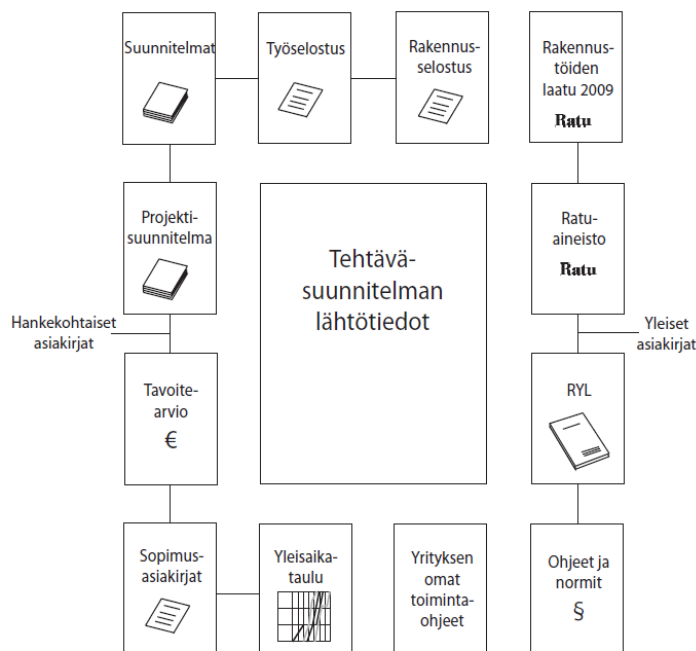 Suunnitelmat
Työselostus
Rakennus-
selostus
Rakennus-
töiden
laatu 2009
Ratu
Projekti-
suunnitelma
Tehtävä-
suunnitelman
lähtötiedot
Ratu-
aineisto
Ratu
Hankekohtaiset
asiakirjat
Yleiset
asiakirjat
Tavoite-
arvio
€
RYL
Sopimus-
asiakirjat
Yleisaika-
taulu
Yrityksen
omat
toiminta-
ohjeet
Ohjeet ja
normit
§